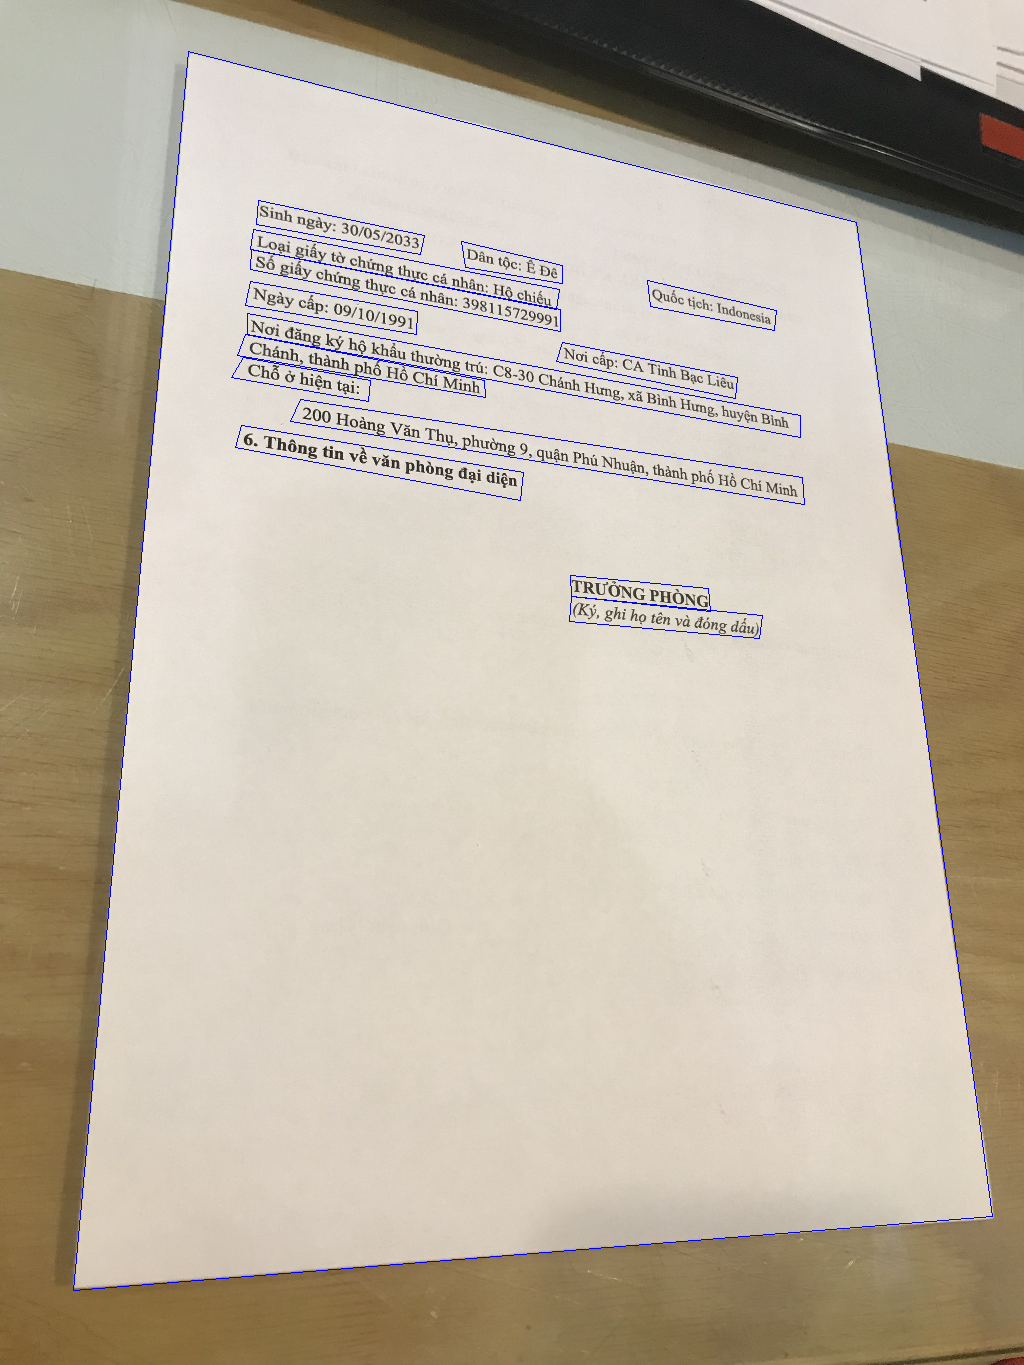 Sinh ngày: 30/05/2033 Dân tộc: Ê Đê Quốc tịch: Indonesia
Loại giấy tờ chứng thực cá nhân: Hộ chiếu
Số giấy chứng thực cá nhân: 398115729991
Ngày cấp: 09/10/1991 Nơi cấp: CA Tỉnh Bạc Liêu
Nơi đăng ký hộ khẩu thường trú: C8-30 Chánh Hưng, xã Bình Hưng, huyện Bình
Chánh, thành phố Hồ Chí Minh
Chỗ ở hiện tại:
200 Hoàng Văn Thụ, phường 9, quận Phú Nhuận, thành phố Hồ Chí Minh
6. Thông tin về văn phòng đại diện
TRƯỞNG PHÒNG
(Ký, ghi họ tên và đóng dấu)